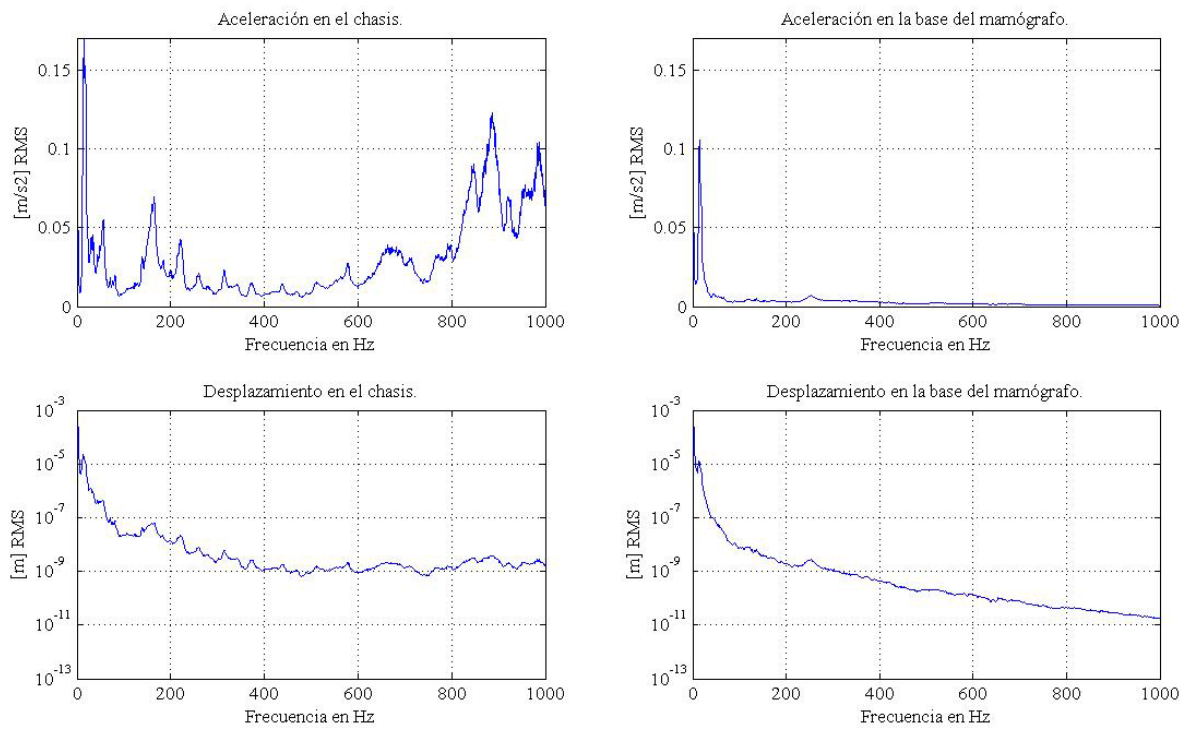 Aceleración en el chasis.
0.15
0.1
0.05
0
[m/s2] RMS
0 200 400 600 800 1000
Frecuencia en Hz
Aceleración en la base del mamógrafo.
0.15
0.1
0.05
0
[m/s2] RMS
0 200 400 600 800 1000
Frecuencia en Hz
Desplazamiento en el chasis.
10^-3
10^-5
10^-7
10^-9
10^-11
10^-13
[m] RMS
0 200 400 600 800 1000
Frecuencia en Hz
Desplazamiento en la base del mamógrafo.
10^-3
10^-5
10^-7
10^-9
10^-11
10^-13
[m] RMS
0 200 400 600 800 1000
Frecuencia en Hz